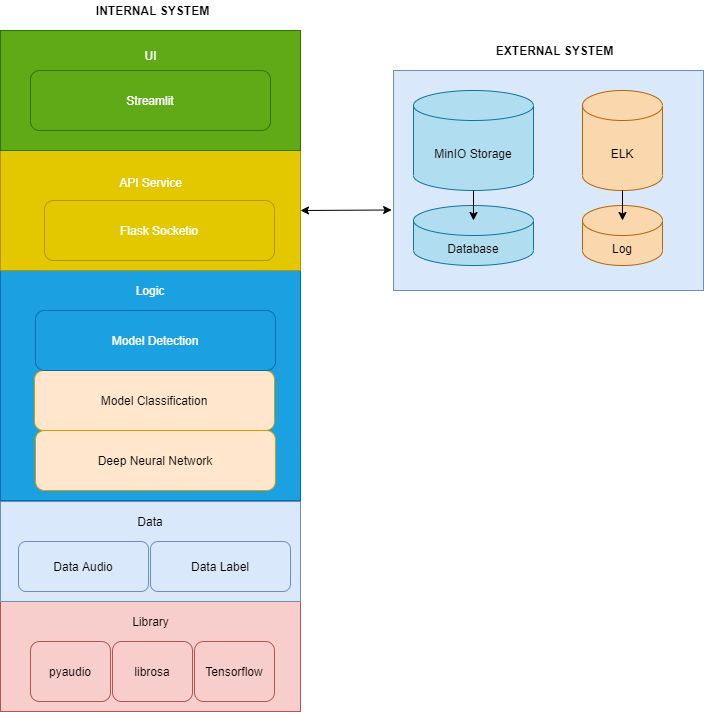 INTERNAL SYSTEM
UI
Streamlit
API Service
Flask Socketio
Logic
Model Detection
Model Classification
Deep Neural Network
Data
Data Audio
Data Label
Library
pyaudio
librosa
Tensorflow
EXTERNAL SYSTEM
MinIO Storage
ELK
Database
Log